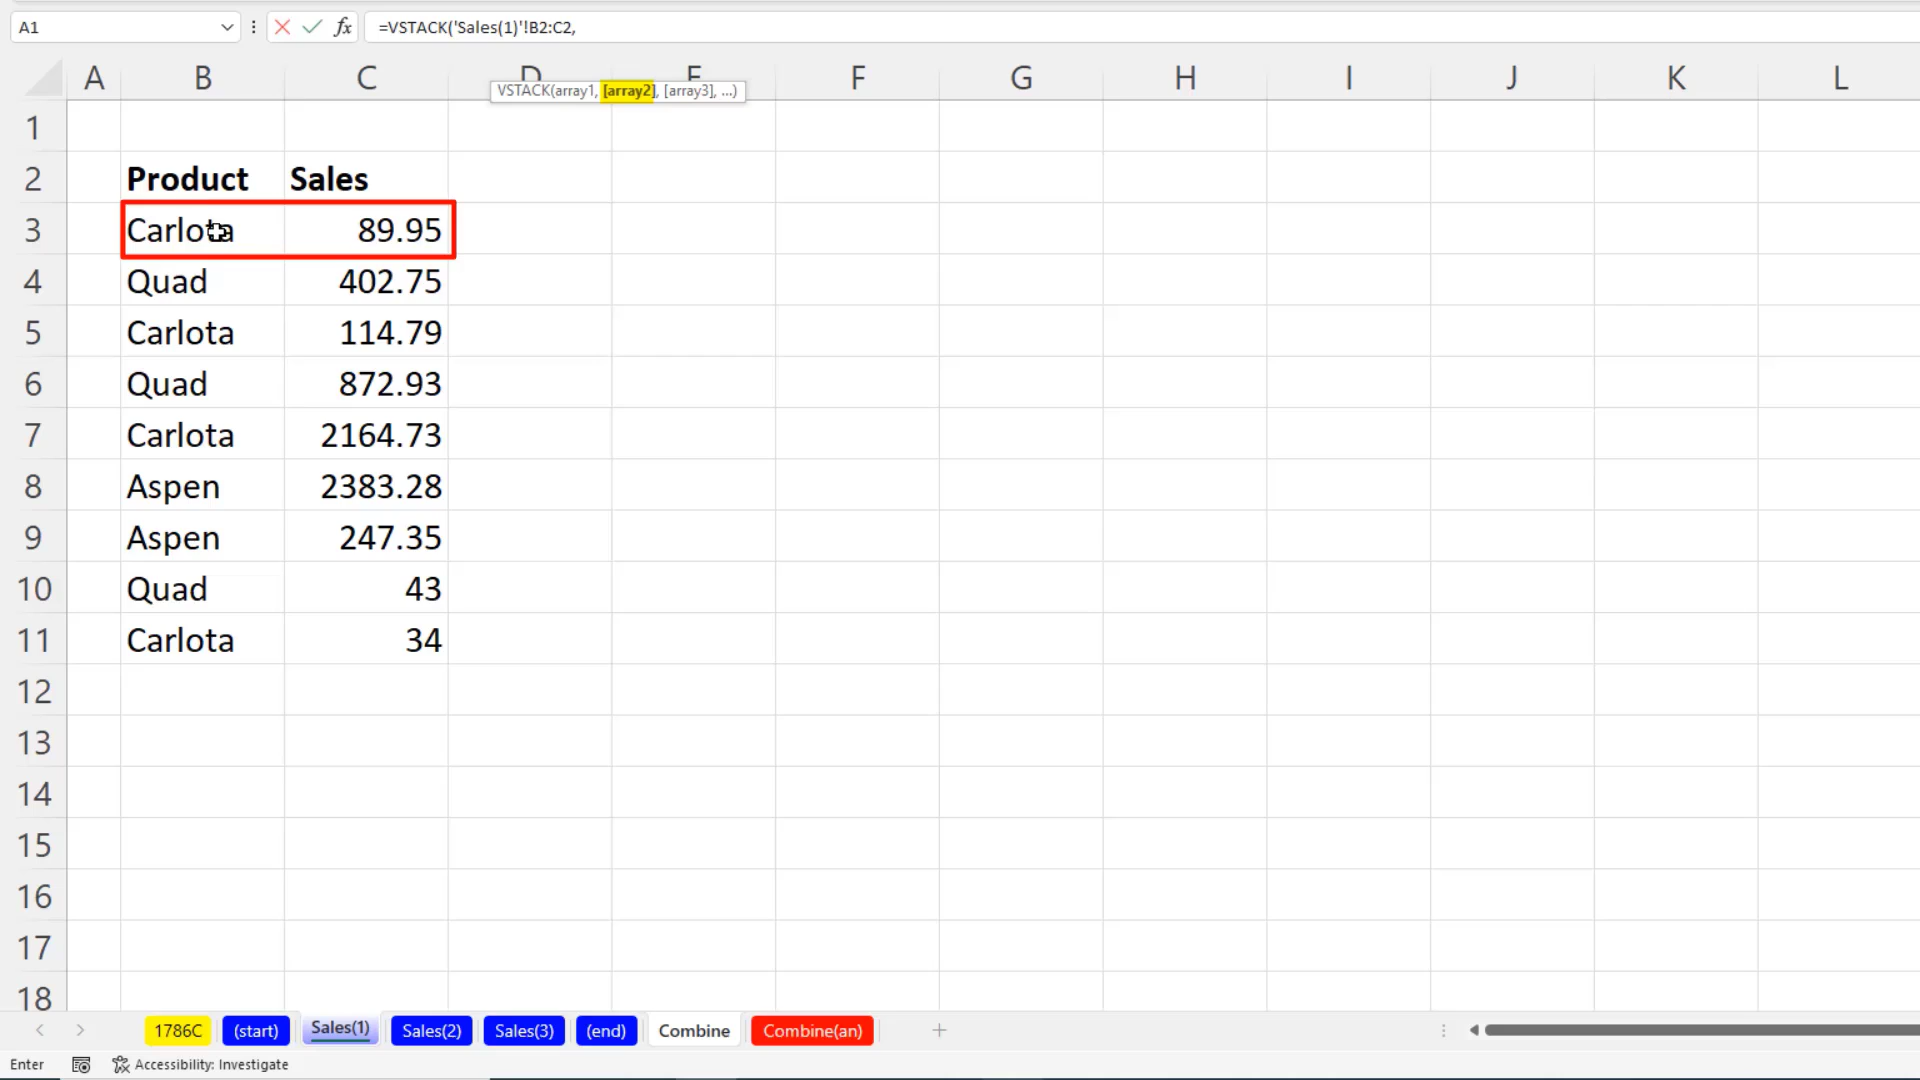 A1 fx =VSTACK('Sales(1)'!B2:C2,
A B C D E F G H I J K L
VSTACK(array1, [array2], [array3], ...)
1
2 Product Sales
3 Carlota 89.95
4 Quad 402.75
5 Carlota 114.79
6 Quad 872.93
7 Carlota 2164.73
8 Aspen 2383.28
9 Aspen 247.35
10 Quad 43
11 Carlota 34
12
13
14
15
16
17
18
1786C (start) Sales(1) Sales(2) Sales(3) (end) Combine Combine(an)
Enter Accessibility: Investigate